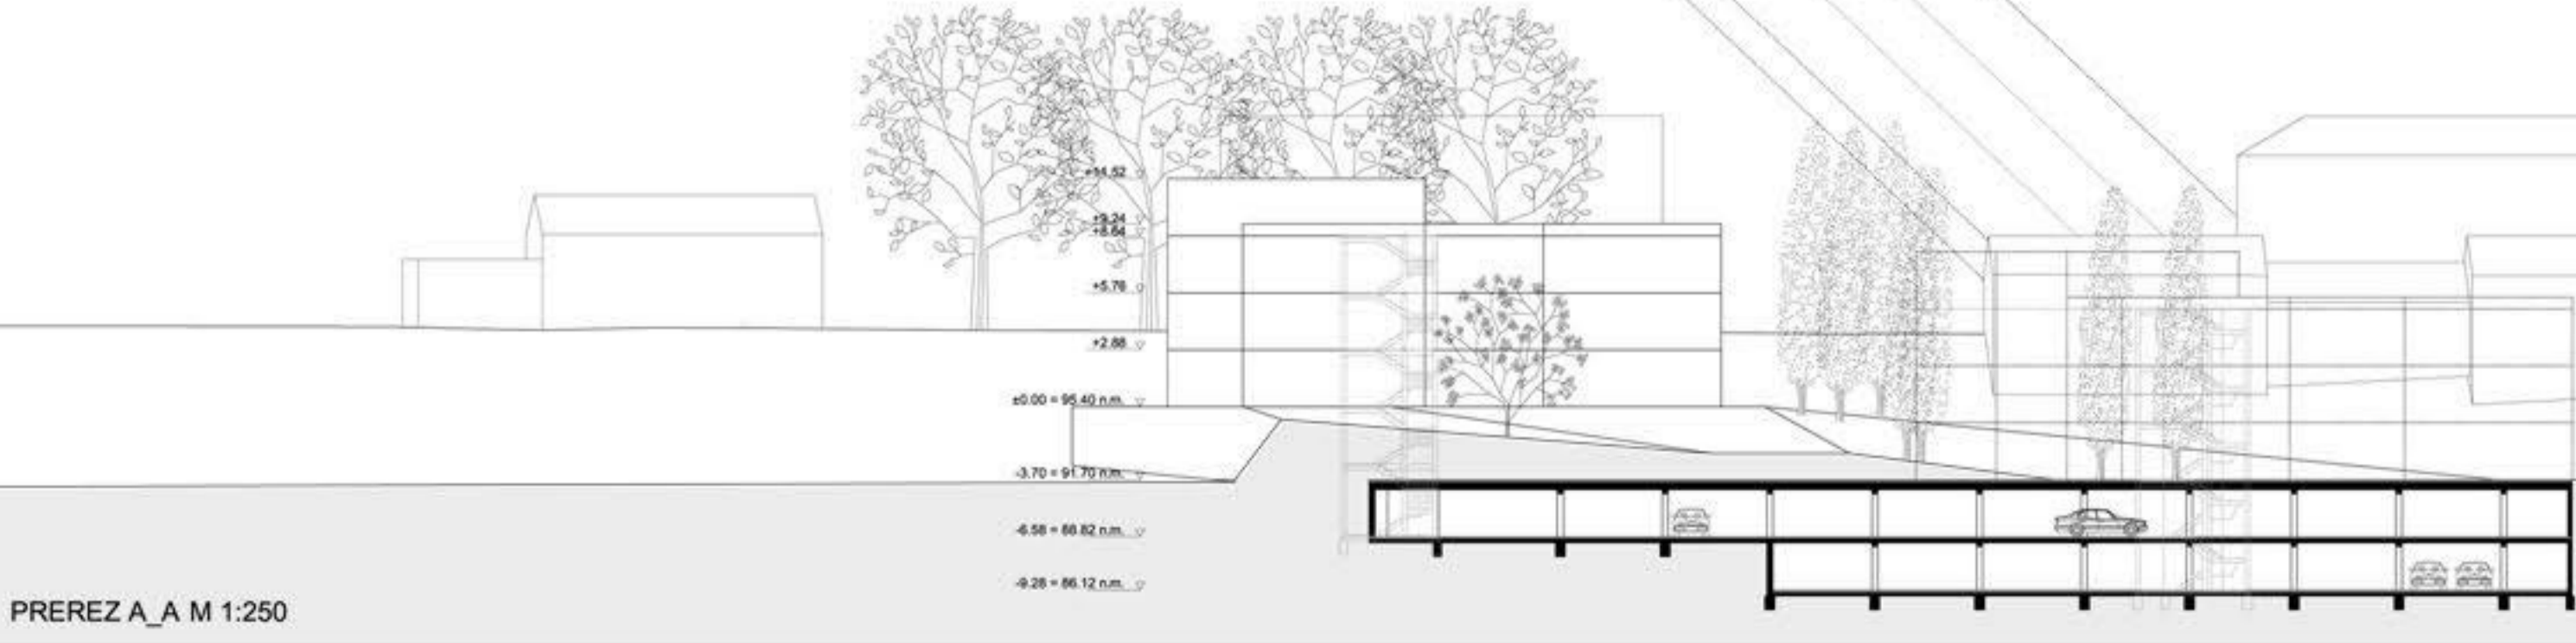 +11.52
+9.24
+8.64
+5.76
+2.88
±0.00 = 95.40 n.m.
-3.70 = 91.70 n.m.
-6.58 = 88.82 n.m.
-9.28 = 86.12 n.m.
PREREZ A_A M 1:250